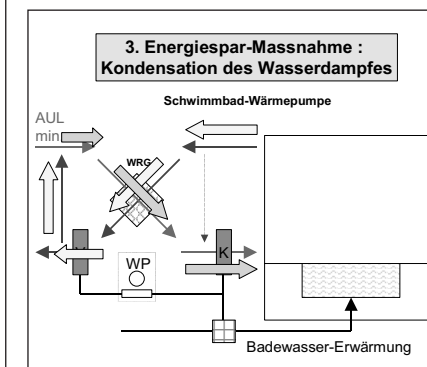 3. Energiespar-Massnahme :
Kondensation des Wasserdampfes
Schwimmbad-Wärmepumpe
AUL
min
WRG
K
WP
Badewasser-Erwärmung